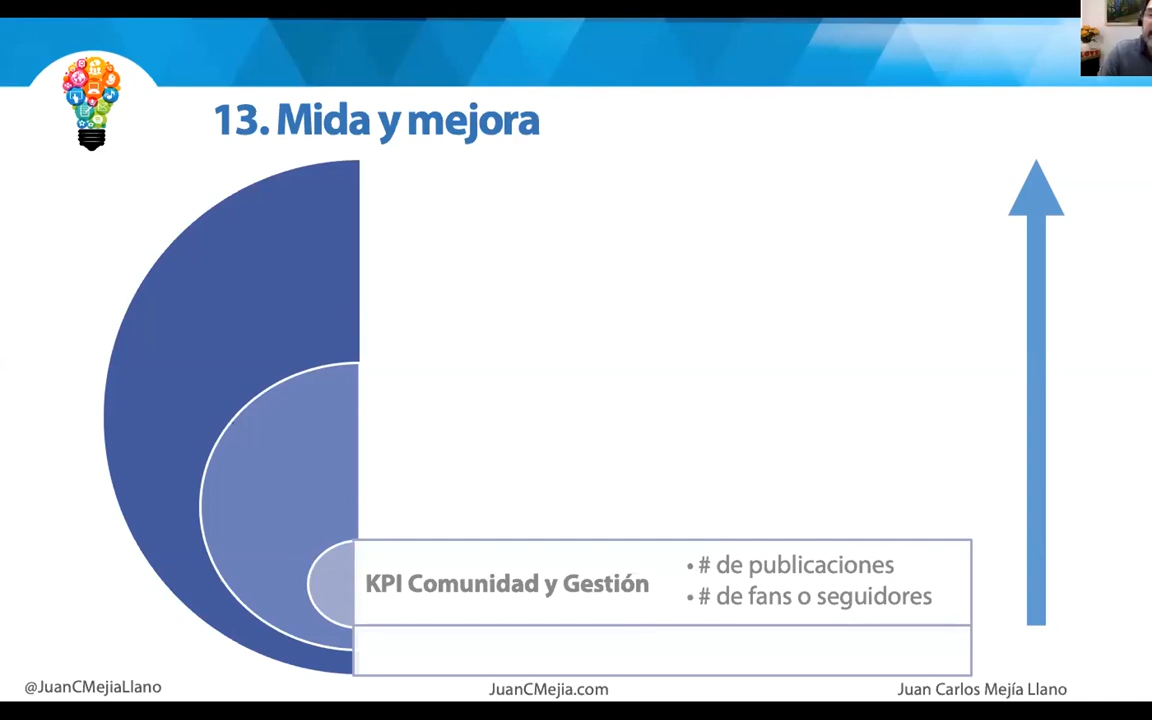 13. Mida y mejora
KPI Comunidad y Gestión
• # de publicaciones
• # de fans o seguidores
@JuanCMejiaLlano
JuanCMejia.com
Juan Carlos Mejía Llano